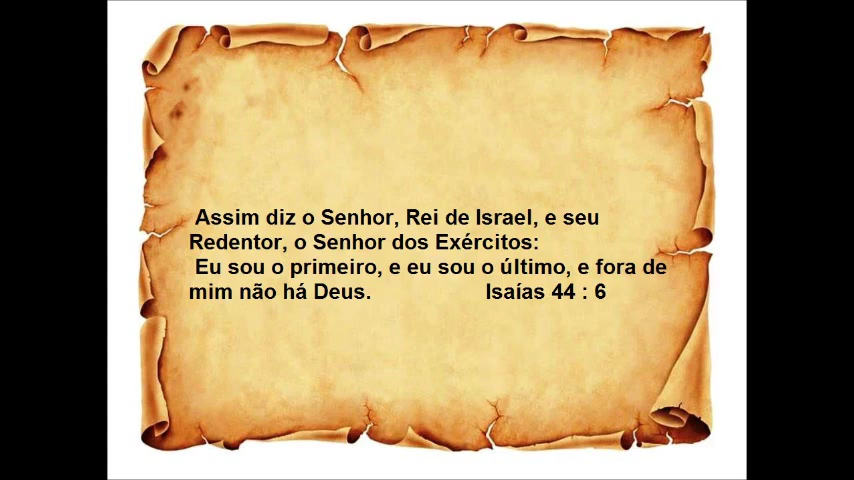 Assim diz o Senhor, Rei de Israel, e seu
Redentor, o Senhor dos Exércitos:
Eu sou o primeiro, e eu sou o último, e fora de
mim não há Deus. Isaías 44 : 6